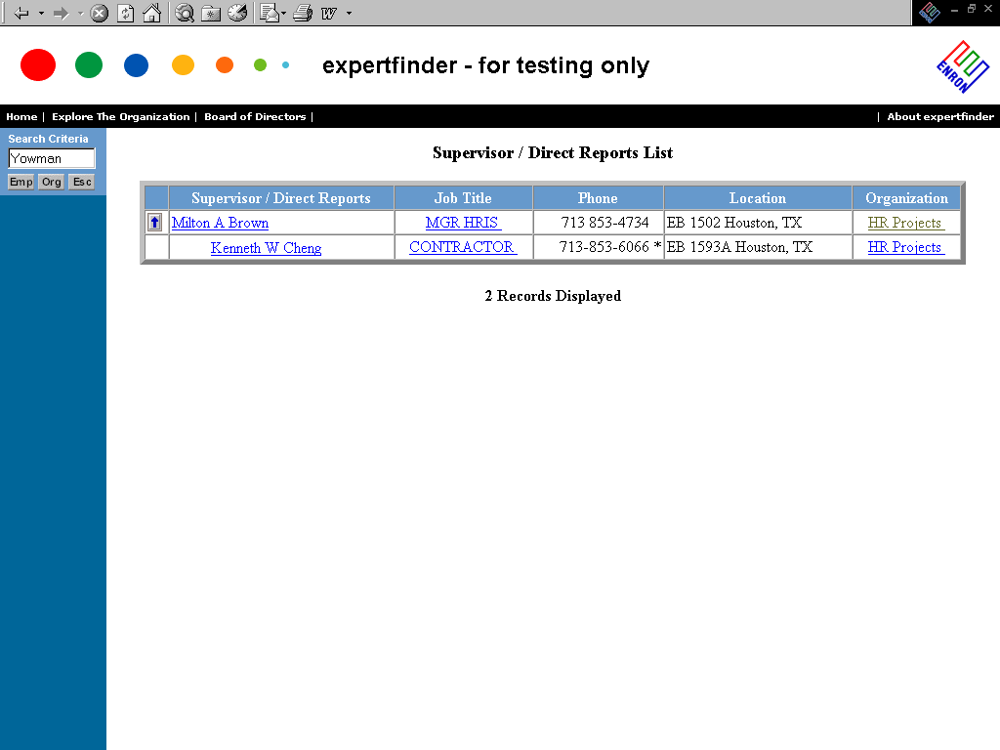 expertfinder - for testing only
ENRON
Home | Explore The Organization | Board of Directors | | About expertfinder
Search Criteria
Yowman
Emp Org Esc
Supervisor / Direct Reports List
Supervisor / Direct Reports Job Title Phone Location Organization
Milton A Brown MGR HRIS 713 853-4734 EB 1502 Houston, TX HR Projects
Kenneth W Cheng CONTRACTOR 713-853-6066 * EB 1593A Houston, TX HR Projects
2 Records Displayed